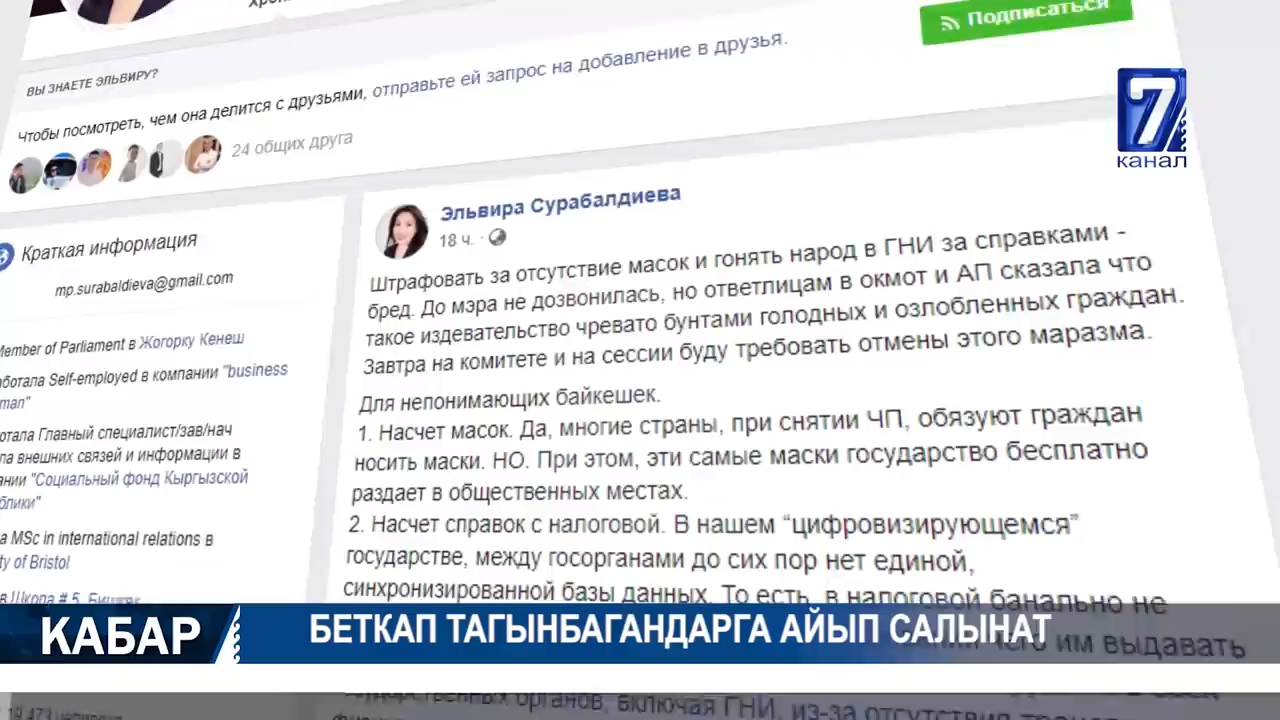 Подписаться
ВЫ ЗНАЕТЕ ЭЛЬВИРУ?
Чтобы посмотреть, чем она делится с друзьями, отправьте ей запрос на добавление в друзья.
24 общих друга
7
канал
Краткая информация
mp.surabaldieva@gmail.com
Member of Parliament в Жогорку Кенеш
Self-employed в компании "business
man"
Главный специалист/зав/нач
внешних связей и информации в
"Социальный фонд Кыргызской
MSc in international relations в
of Bristol
Школа # 5, Бишкек
Эльвира Сурабалдиева
18 ч.
Штрафовать за отсутствие масок и гонять народ в ГНИ за справками -
бред. До мэра не дозвонилась, но ответлицам в окмот и АП сказала что
такое издевательство чревато бунтами голодных и озлобленных граждан.
Завтра на комитете и на сессии буду требовать отмены этого маразма.
Для непонимающих байкешек.
1. Насчет масок. Да, многие страны, при снятии ЧП, обязуют граждан
носить маски. НО. При этом, эти самые маски государство бесплатно
раздает в общественных местах.
2. Насчет справок с налоговой. В нашем “цифровизирующемся”
государстве, между госорганами до сих пор нет единой,
синхронизированной базы данных. То есть, в налоговой банально не
им выдавать
органов, включая ГНИ, из-за отсутствия
КАБАР
БЕТКАП ТАГЫНБАГАНДАРГА АЙЫП САЛЫНАТ